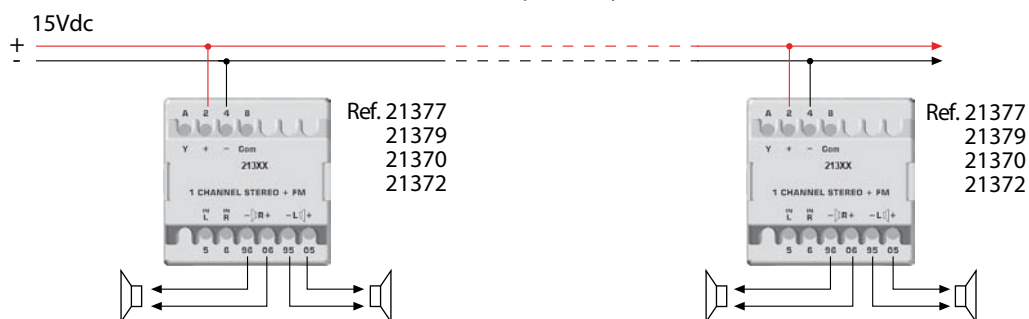 15Vdc
+
-
A 2 4 B
Y + - Com
213XX
1 CHANNEL STEREO + FM
IN L IN R - R + - L +
5 6 96 06 95 05
Ref. 21377
21379
21370
21372
A 2 4 B
Y + - Com
213XX
1 CHANNEL STEREO + FM
IN L IN R - R + - L +
5 6 96 06 95 05
Ref. 21377
21379
21370
21372